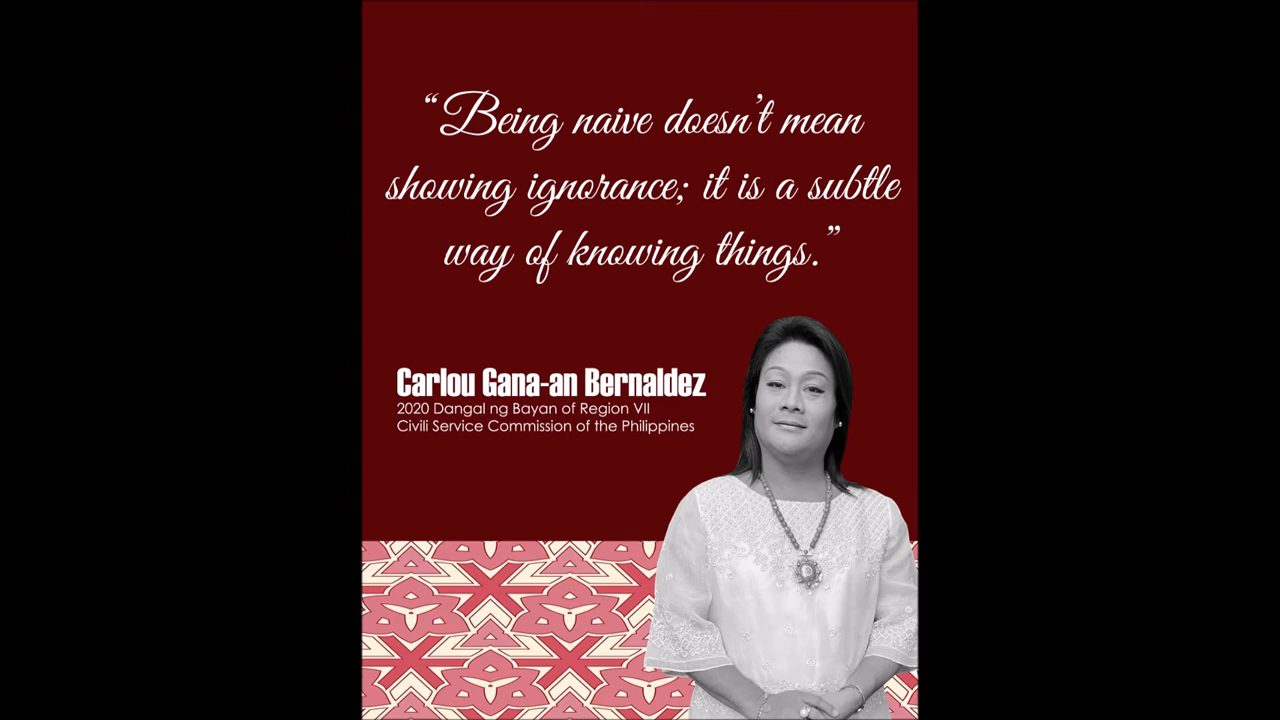 “Being naive doesn’t mean
showing ignorance; it is a subtle
way of knowing things.”
Carlou Gana-an Bernaldez
2020 Dangal ng Bayan of Region VII
Civili Service Commission of the Philippines